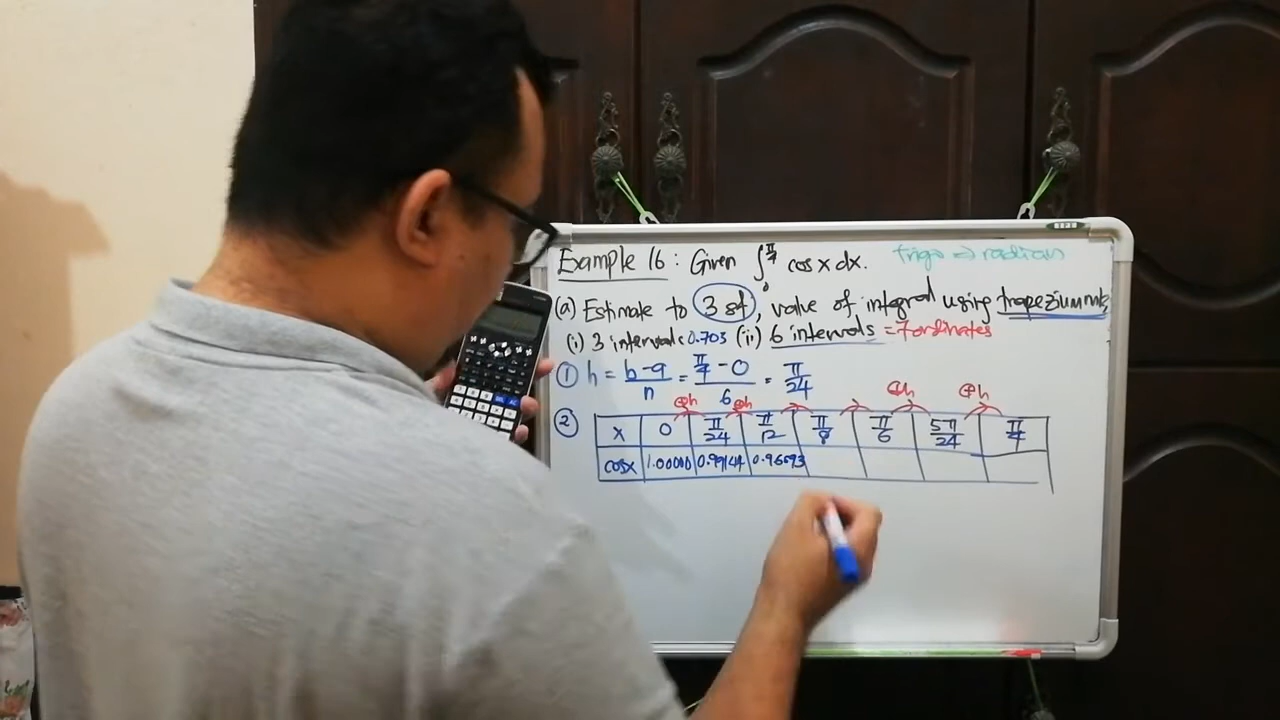 Example 16: Given ∫₀^π/4 cos x dx. trigo ⇒ radian
(a) Estimate to 3 sf, value of integral using trapezium rule,
(i) 3 intervals: 0.703 (ii) 6 intervals = 7 ordinates
① h = b-a/n = (π/4 - 0)/6 = π/24
⊕h ⊕h ⊕h ⊕h
② x 0 π/24 π/12 π/8 π/6 5π/24 π/4
cosx 1.00000 0.99144 0.96593